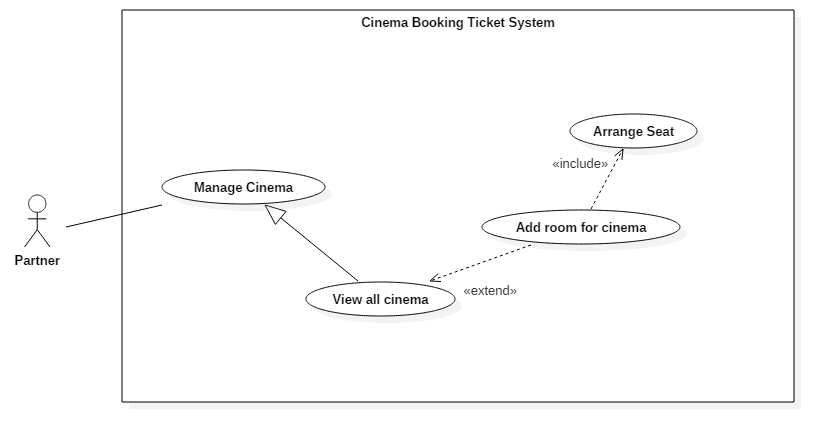 Cinema Booking Ticket System
Arrange Seat
«include»
Manage Cinema
Add room for cinema
Partner
View all cinema
«extend»